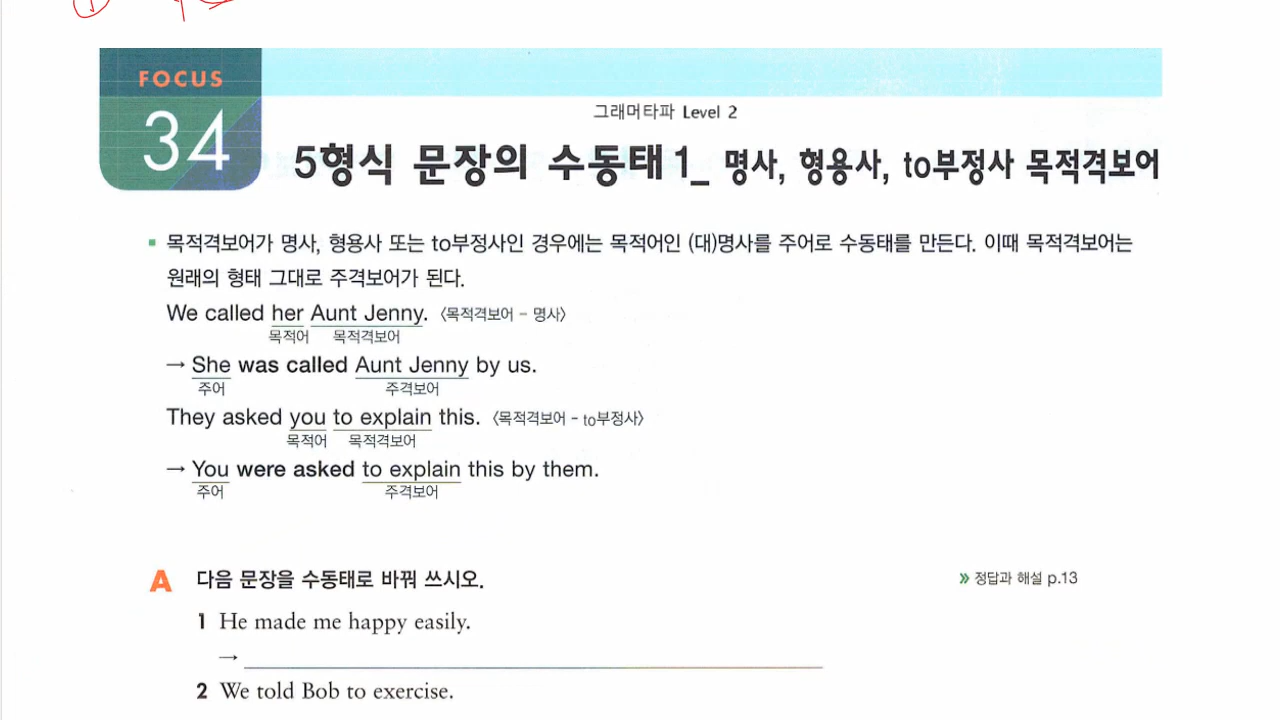 FOCUS
34
그래머타파 Level 2
5형식 문장의 수동태 1_ 명사, 형용사, to부정사 목적격보어
▪ 목적격보어가 명사, 형용사 또는 to부정사인 경우에는 목적어인 (대)명사를 주어로 수동태를 만든다. 이때 목적격보어는
원래의 형태 그대로 주격보어가 된다.
We called her Aunt Jenny. 〈목적격보어 - 명사〉
목적어 목적격보어
→ She was called Aunt Jenny by us.
주어 주격보어
They asked you to explain this. 〈목적격보어 - to부정사〉
목적어 목적격보어
→ You were asked to explain this by them.
주어 주격보어
A 다음 문장을 수동태로 바꿔 쓰시오. » 정답과 해설 p.13
1 He made me happy easily.
→
2 We told Bob to exercise.